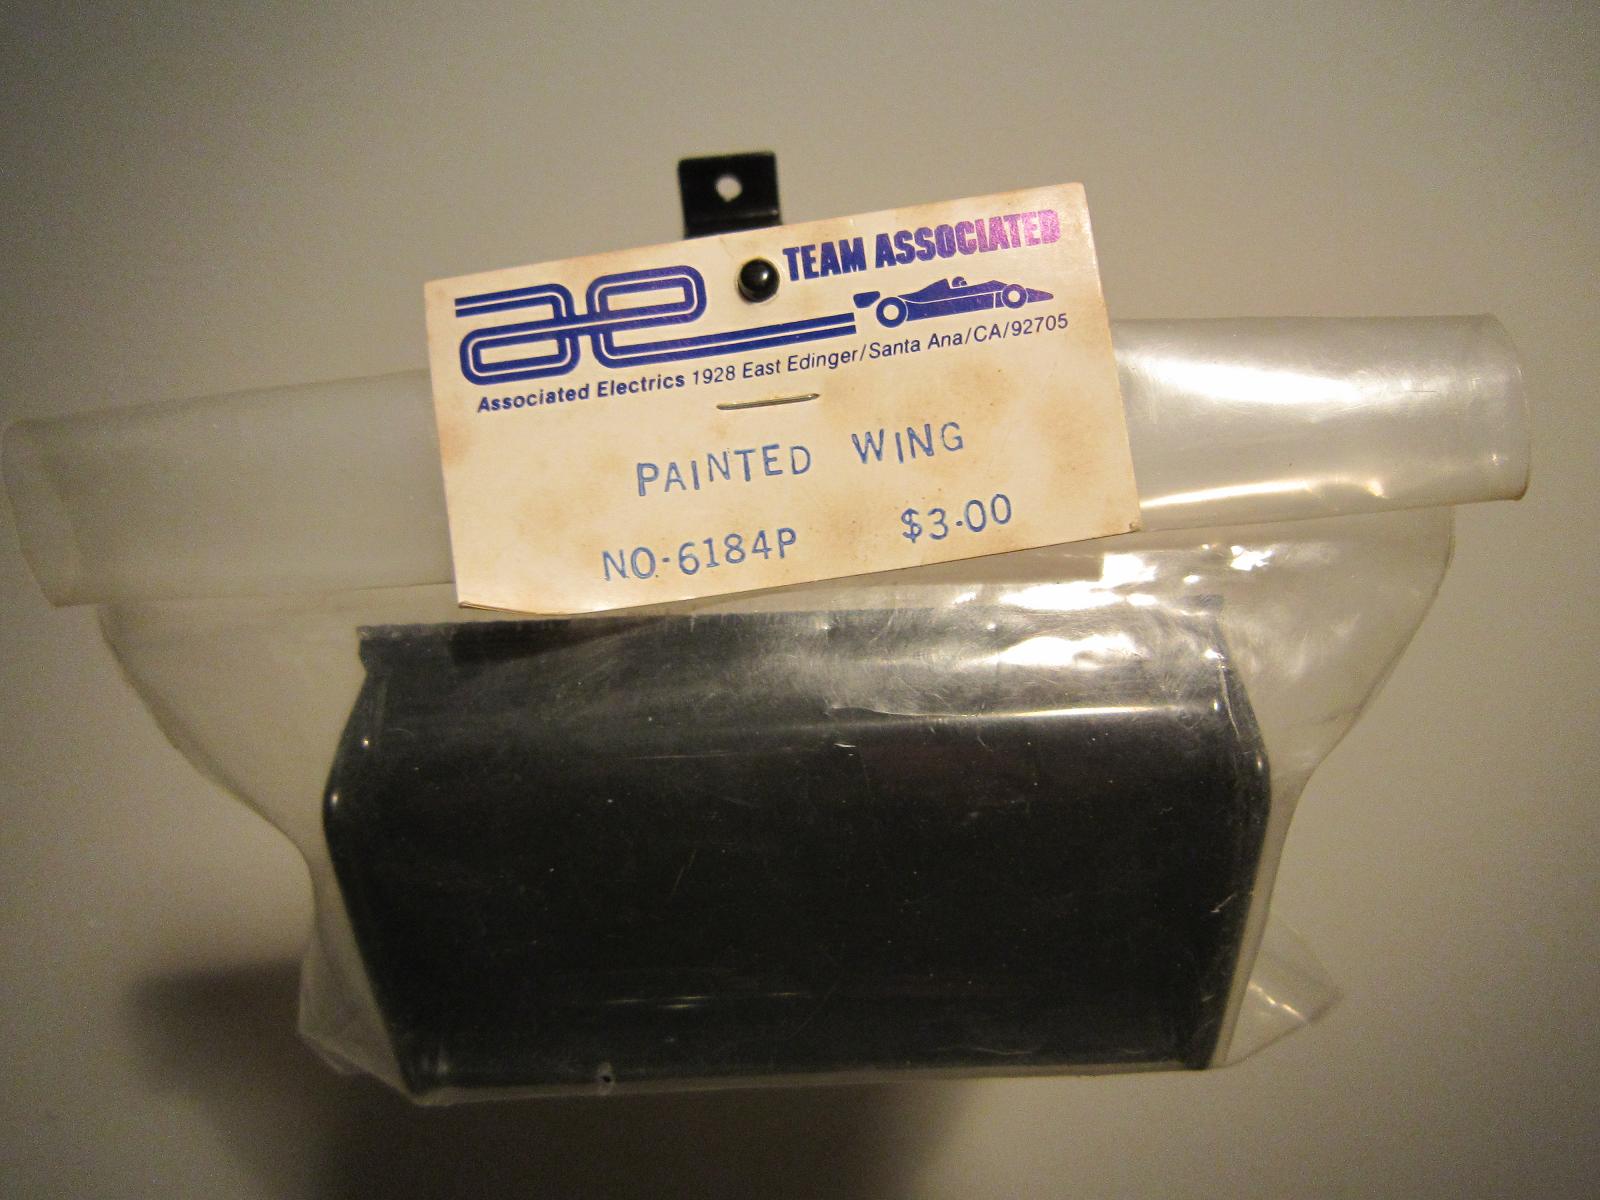 ae TEAM ASSOCIATED
Associated Electrics 1928 East Edinger/Santa Ana/CA/92705
PAINTED WING
NO-6184P $3.00